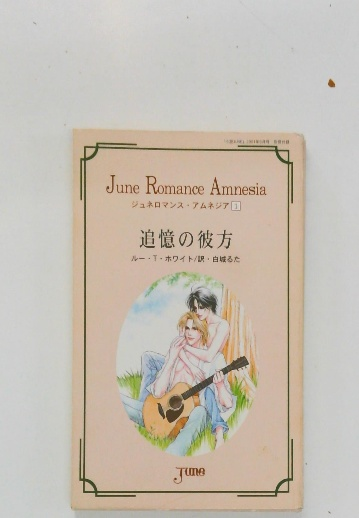 June Romance Amnesia
ジュネロマンス・アムネジア 3
追憶の彼方
ルー・T・ホワイト/訳・白城るた
June